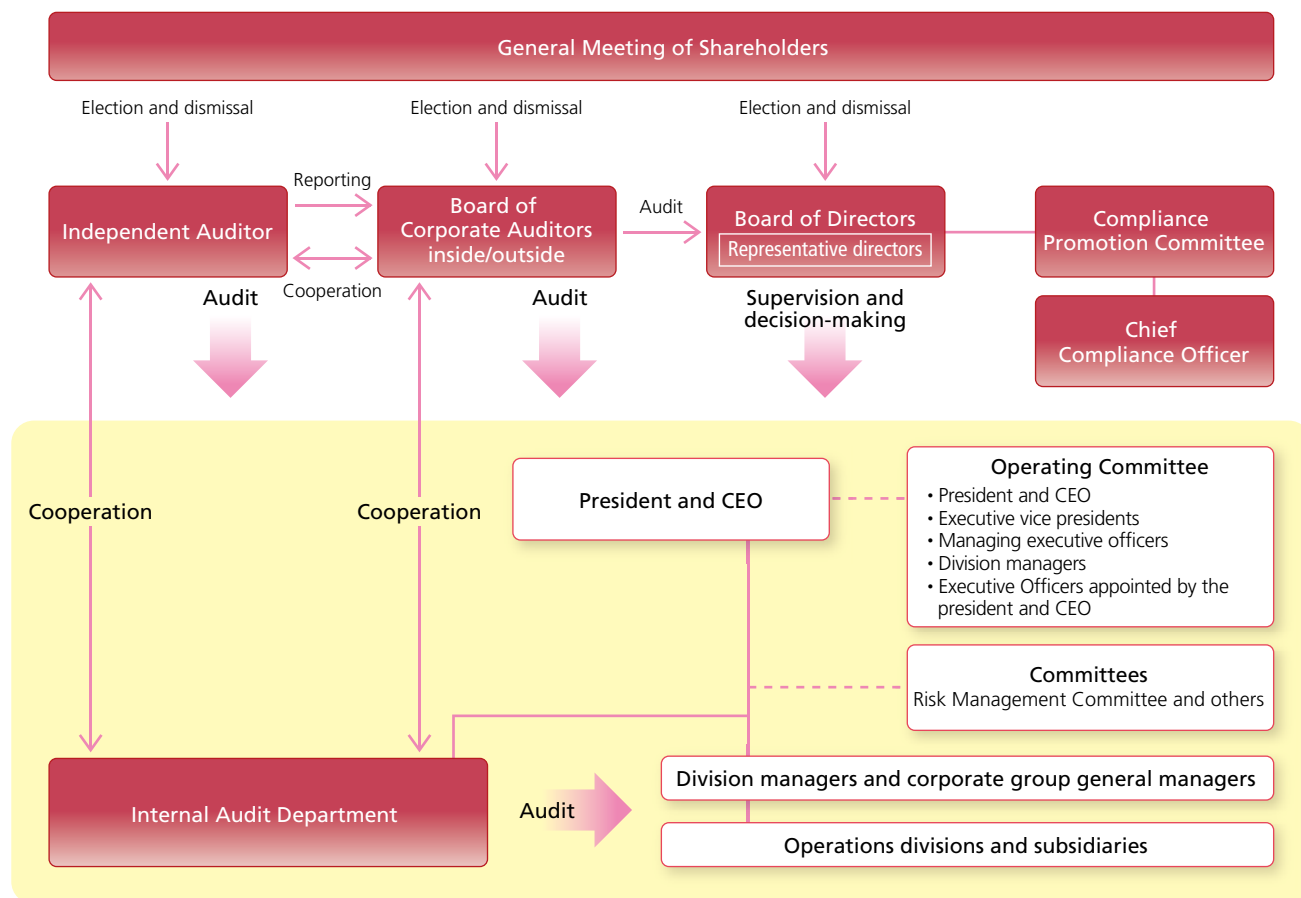 General Meeting of Shareholders
Election and dismissal
Election and dismissal
Election and dismissal
Independent Auditor
Reporting
Cooperation
Board of
Corporate Auditors
inside/outside
Audit
Board of Directors
Representative directors
Compliance
Promotion Committee
Chief
Compliance Officer
Audit
Audit
Supervision and
decision-making
Cooperation
Cooperation
President and CEO
Operating Committee
• President and CEO
• Executive vice presidents
• Managing executive officers
• Division managers
• Executive Officers appointed by the
president and CEO
Committees
Risk Management Committee and others
Internal Audit Department
Audit
Division managers and corporate group general managers
Operations divisions and subsidiaries